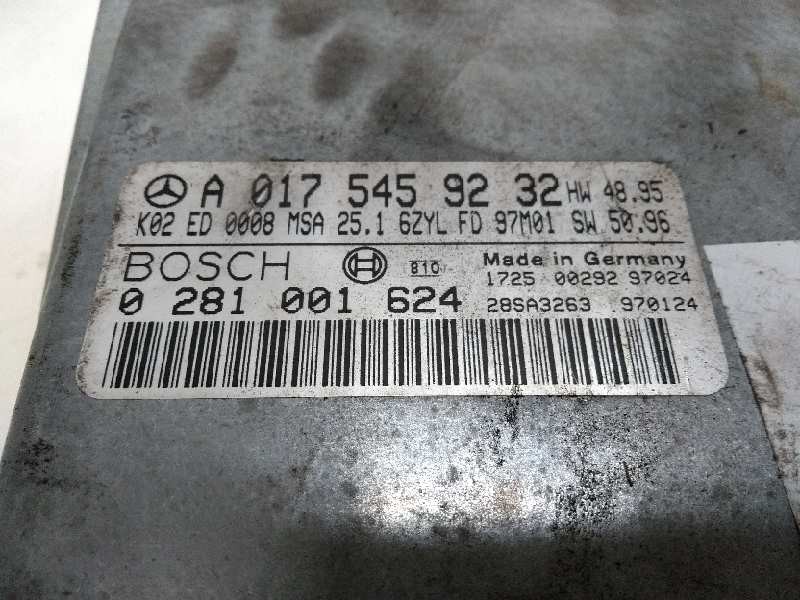 A 017 545 92 32 HW 48.95
K02 ED 0008 MSA 25.1 6ZYL FD 97M01 SW 50.96
BOSCH 810 Made in Germany
1725 00292 97024
0 281 001 624 28SA3263 970124